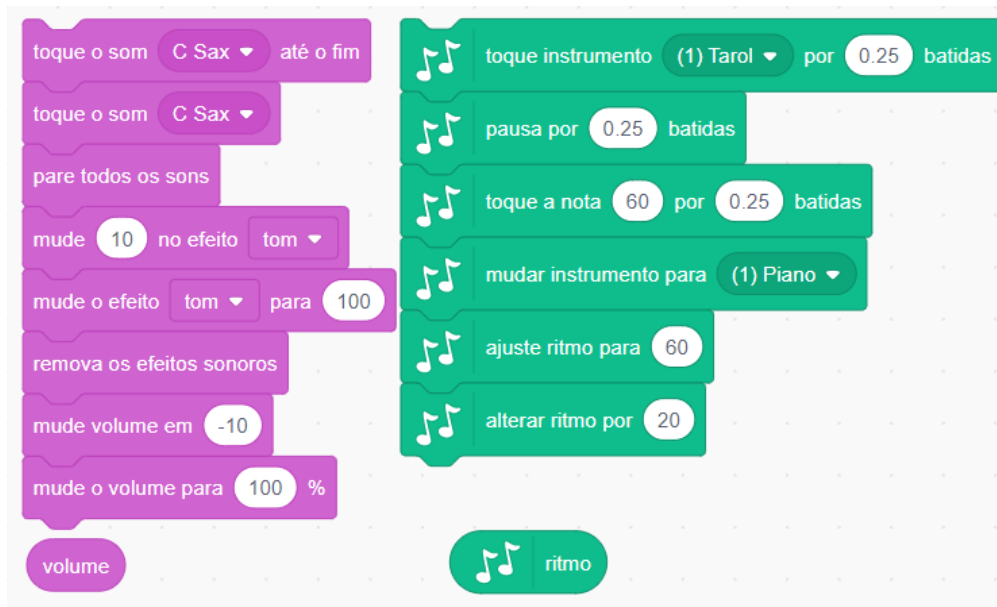 toque o som C Sax até o fim
toque o som C Sax
pare todos os sons
mude 10 no efeito tom
mude o efeito tom para 100
remova os efeitos sonoros
mude volume em -10
mude o volume para 100 %
volume
toque instrumento (1) Tarol por 0.25 batidas
pausa por 0.25 batidas
toque a nota 60 por 0.25 batidas
mudar instrumento para (1) Piano
ajuste ritmo para 60
alterar ritmo por 20
ritmo